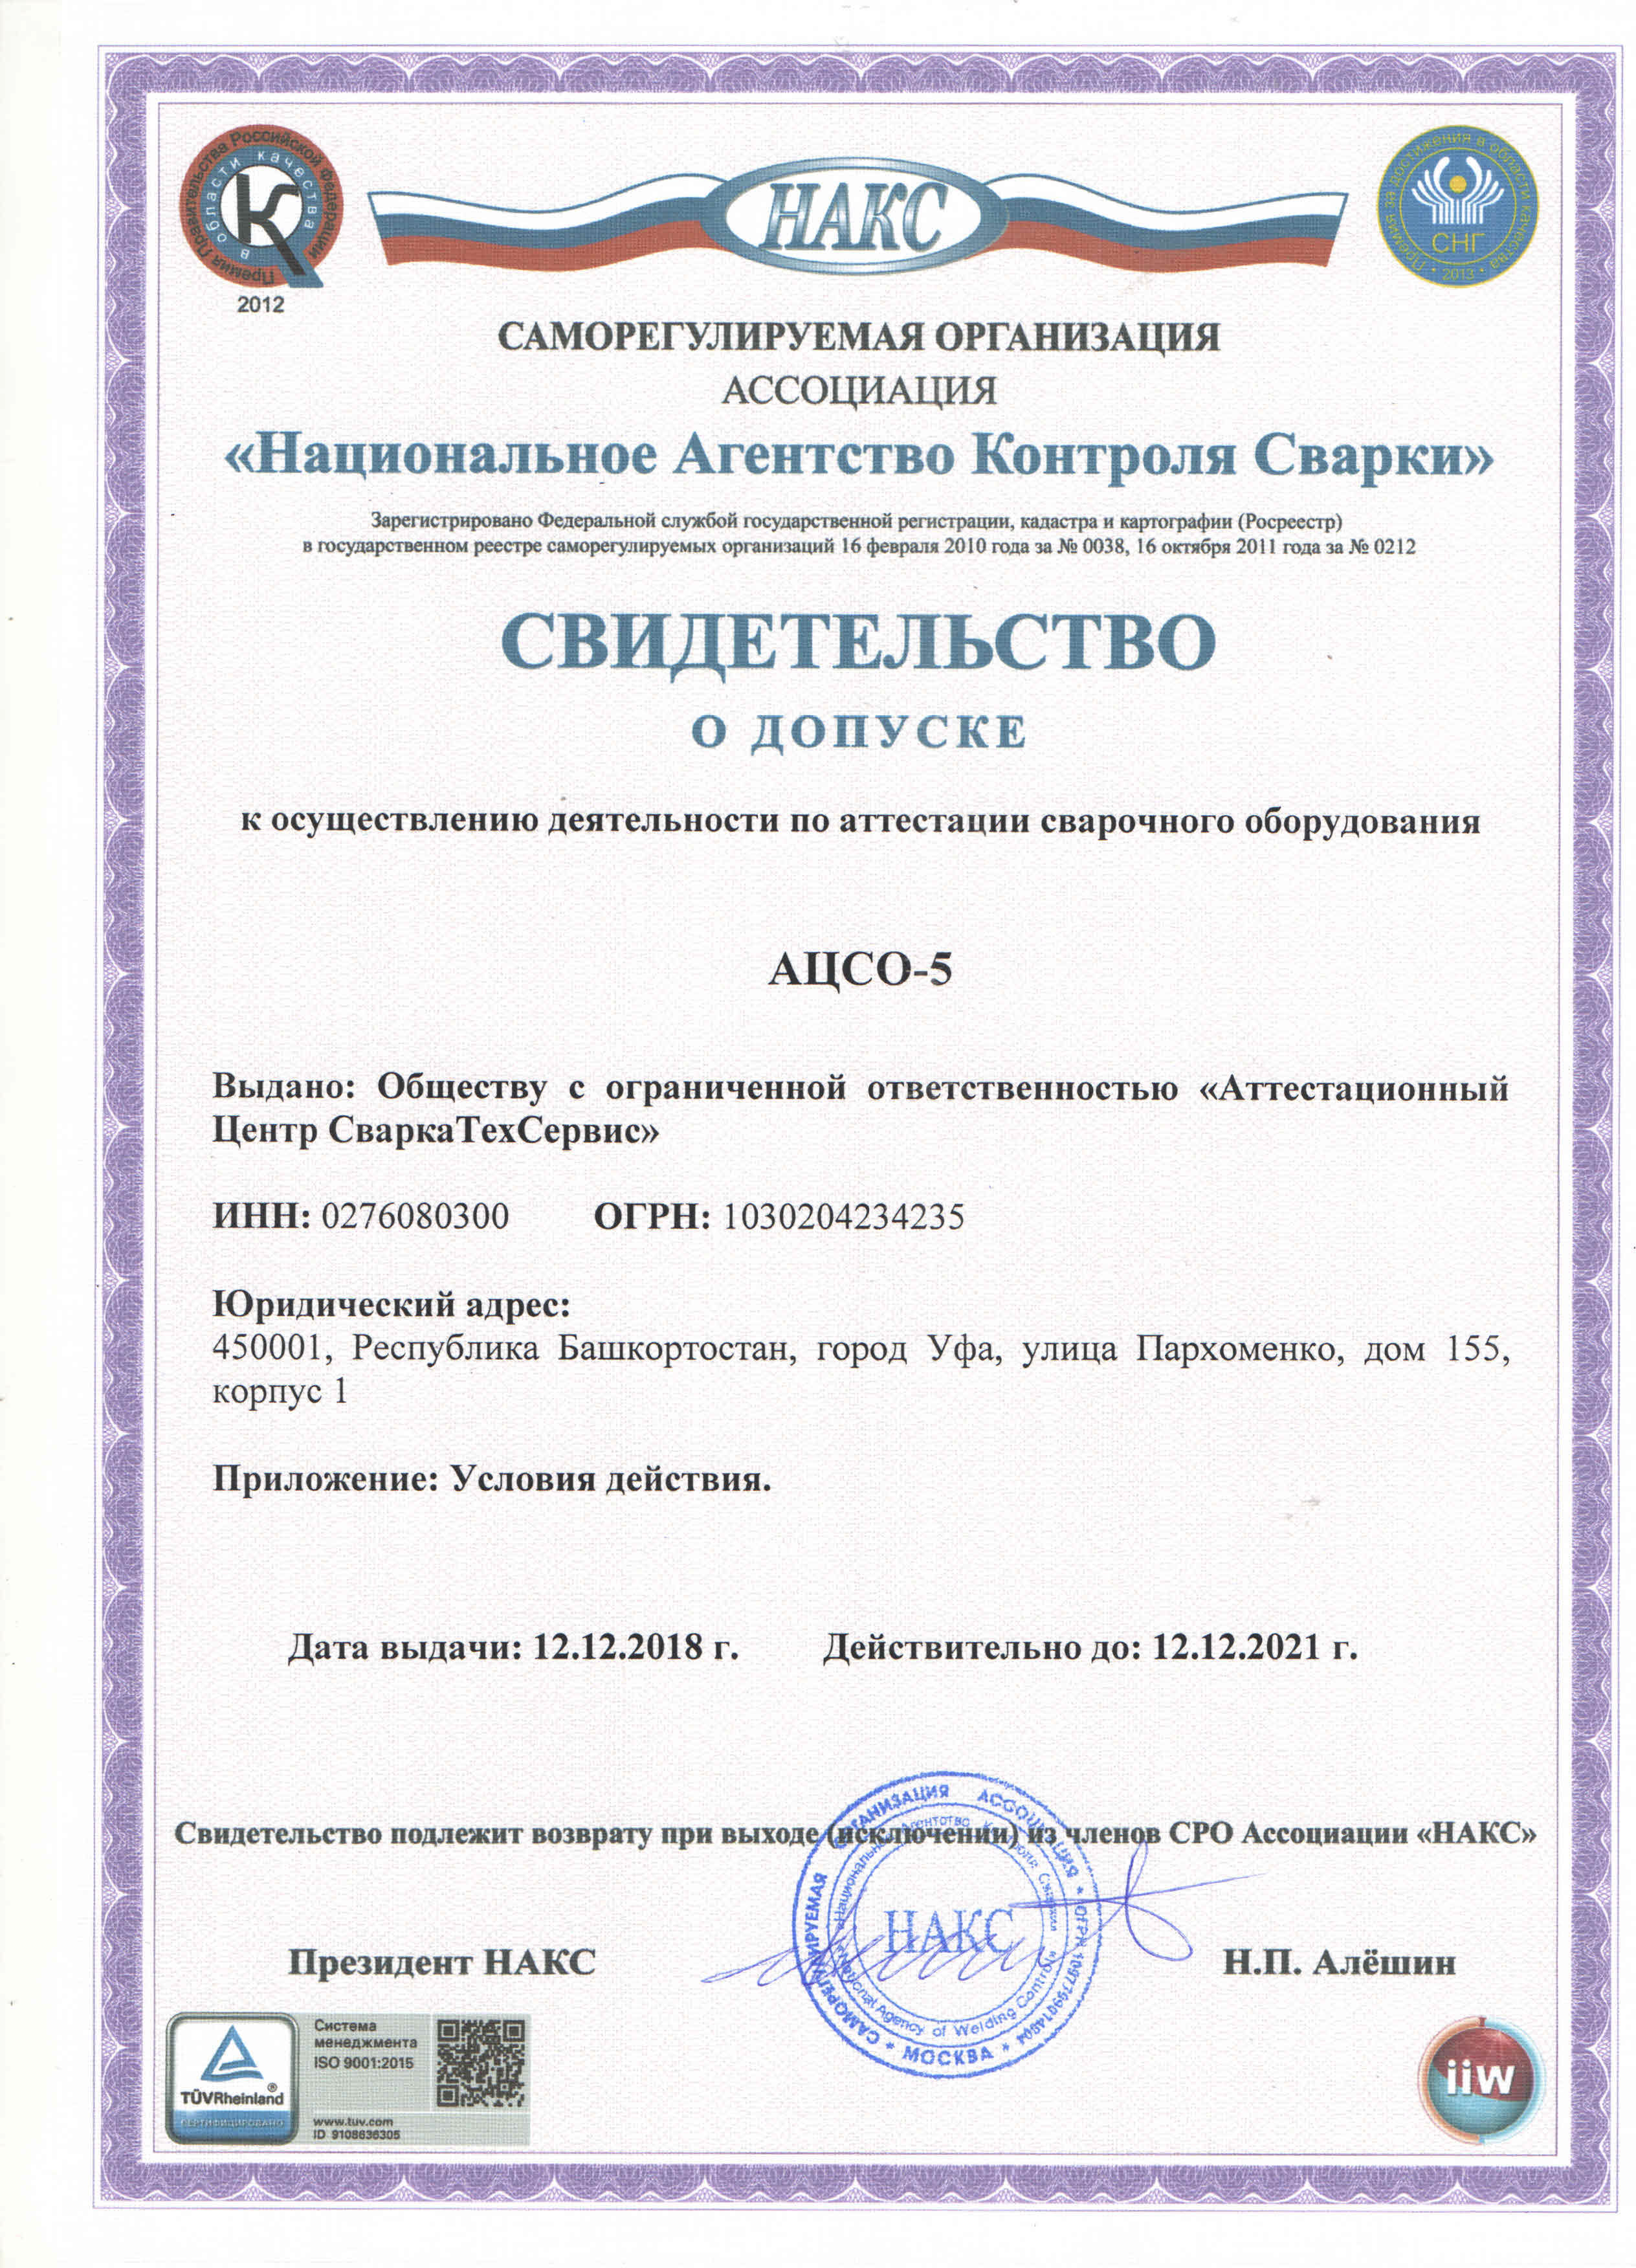 Премия Правительства Российской Федерации
в области качества
2012
НАКС
Премия за достижения в области качества
СНГ
• 2013 •
САМОРЕГУЛИРУЕМАЯ ОРГАНИЗАЦИЯ
АССОЦИАЦИЯ
«Национальное Агентство Контроля Сварки»
Зарегистрировано Федеральной службой государственной регистрации, кадастра и картографии (Росреестр)
в государственном реестре саморегулируемых организаций 16 февраля 2010 года за № 0038, 16 октября 2011 года за № 0212
СВИДЕТЕЛЬСТВО
О ДОПУСКЕ
к осуществлению деятельности по аттестации сварочного оборудования
АЦСО-5
Выдано: Обществу с ограниченной ответственностью «Аттестационный
Центр СваркаТехСервис»
ИНН: 0276080300 ОГРН: 1030204234235
Юридический адрес:
450001, Республика Башкортостан, город Уфа, улица Пархоменко, дом 155,
корпус 1
Приложение: Условия действия.
Дата выдачи: 12.12.2018 г. Действительно до: 12.12.2021 г.
Свидетельство подлежит возврату при выходе (исключении) из членов СРО Ассоциации «НАКС»
САМОРЕГУЛИРУЕМАЯ ОРГАНИЗАЦИЯ АССОЦИАЦИЯ
* МОСКВА *
«Национальное Агентство Контроля Сварки»
«National Agency of Welding Control»
НАКС
Президент НАКС Н.П. Алёшин
TÜVRheinland®
СЕРТИФИЦИРОВАНО
Система
менеджмента
ISO 9001:2015
www.tuv.com
ID 9108636305
iiw